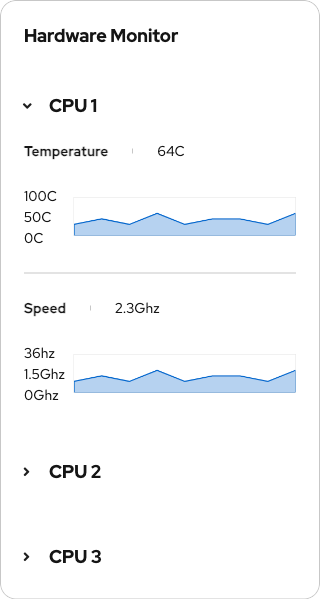 Hardware Monitor
CPU 1
Temperature 64C
100C
50C
0C
Speed 2.3Ghz
36hz
1.5Ghz
0Ghz
CPU 2
CPU 3